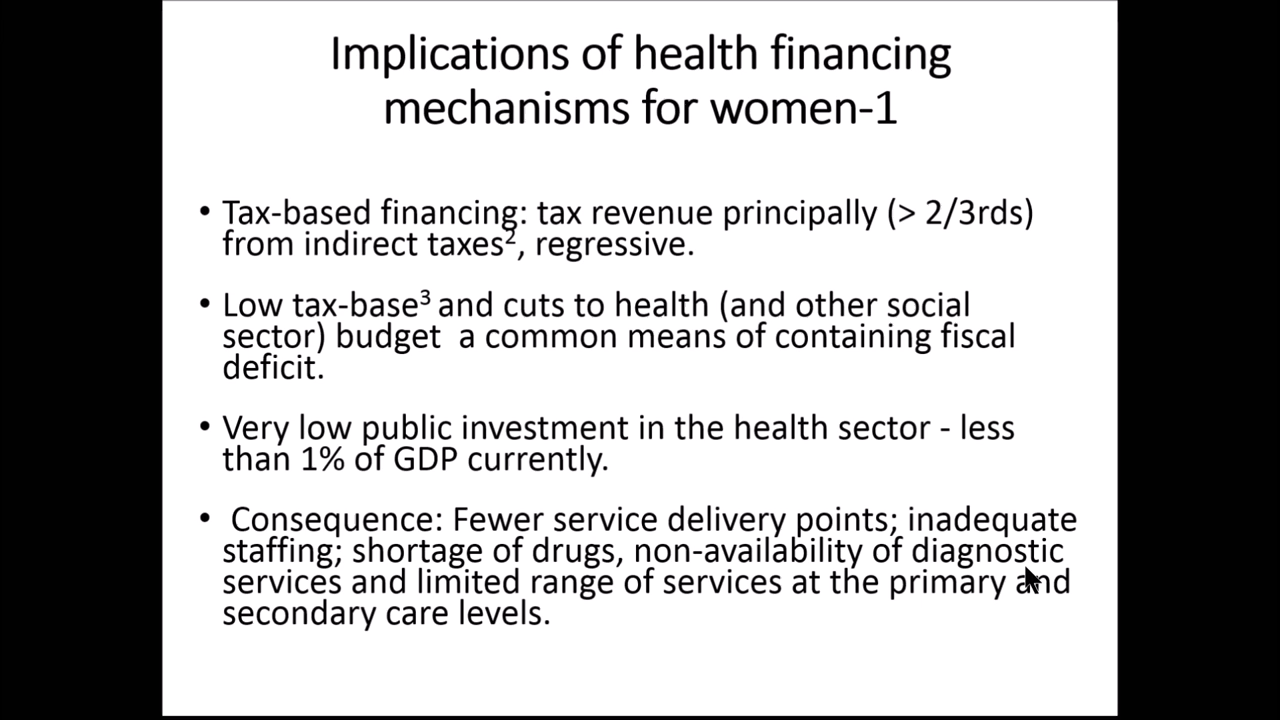 Implications of health financing
mechanisms for women-1
• Tax-based financing: tax revenue principally (> 2/3rds)
from indirect taxes², regressive.
• Low tax-base³ and cuts to health (and other social
sector) budget  a common means of containing fiscal
deficit.
• Very low public investment in the health sector - less
than 1% of GDP currently.
• Consequence: Fewer service delivery points; inadequate
staffing; shortage of drugs, non-availability of diagnostic
services and limited range of services at the primary and
secondary care levels.